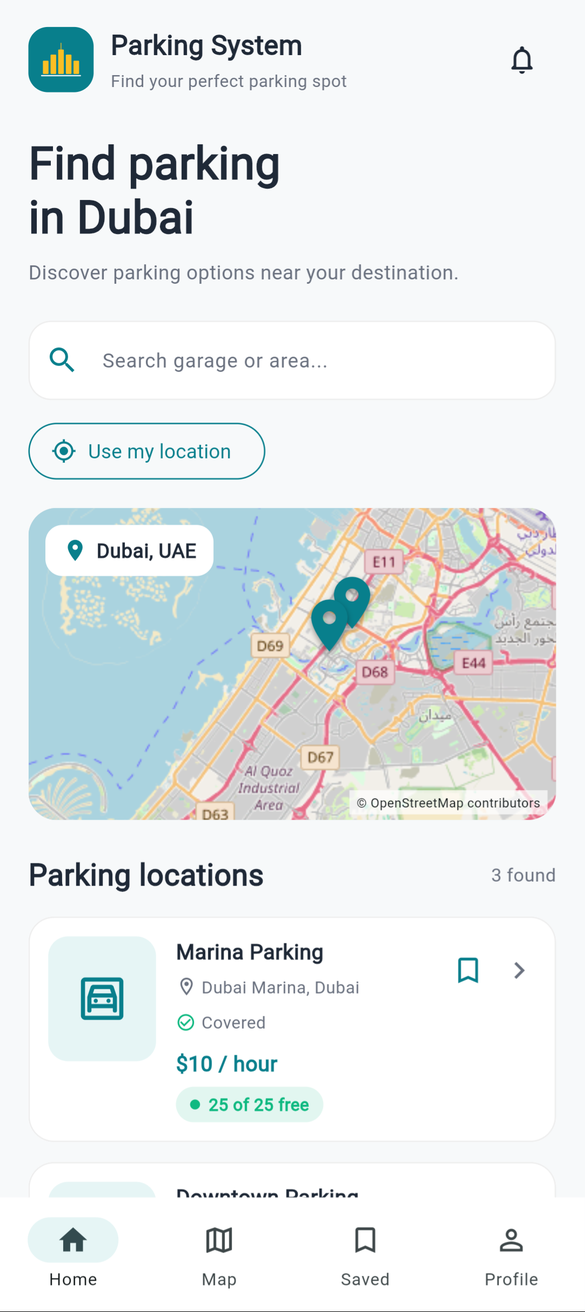 Parking System
Find your perfect parking spot
Find parking
in Dubai
Discover parking options near your destination.
Search garage or area...
Use my location
Dubai, UAE
E11
D69
D68
E44
ميدان
D67
Al Quoz
Industrial
Area
D63
© OpenStreetMap contributors
Parking locations
3 found
Marina Parking
Dubai Marina, Dubai
Covered
$10 / hour
25 of 25 free
Downtown Parking
Home
Map
Saved
Profile